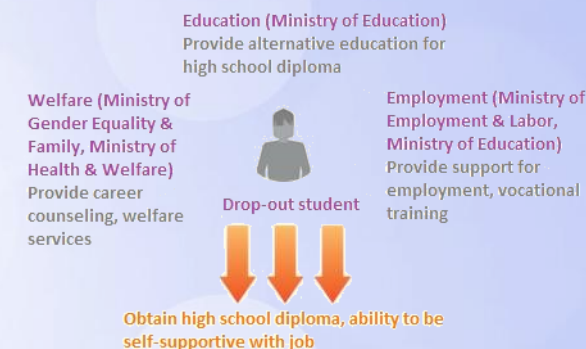 Education (Ministry of Education)
Provide alternative education for
high school diploma
Welfare (Ministry of
Gender Equality &
Family, Ministry of
Health & Welfare)
Provide career
counseling, welfare
services
Employment (Ministry of
Employment & Labor,
Ministry of Education)
Provide support for
employment, vocational
training
Drop-out student
Obtain high school diploma, ability to be
self-supportive with job